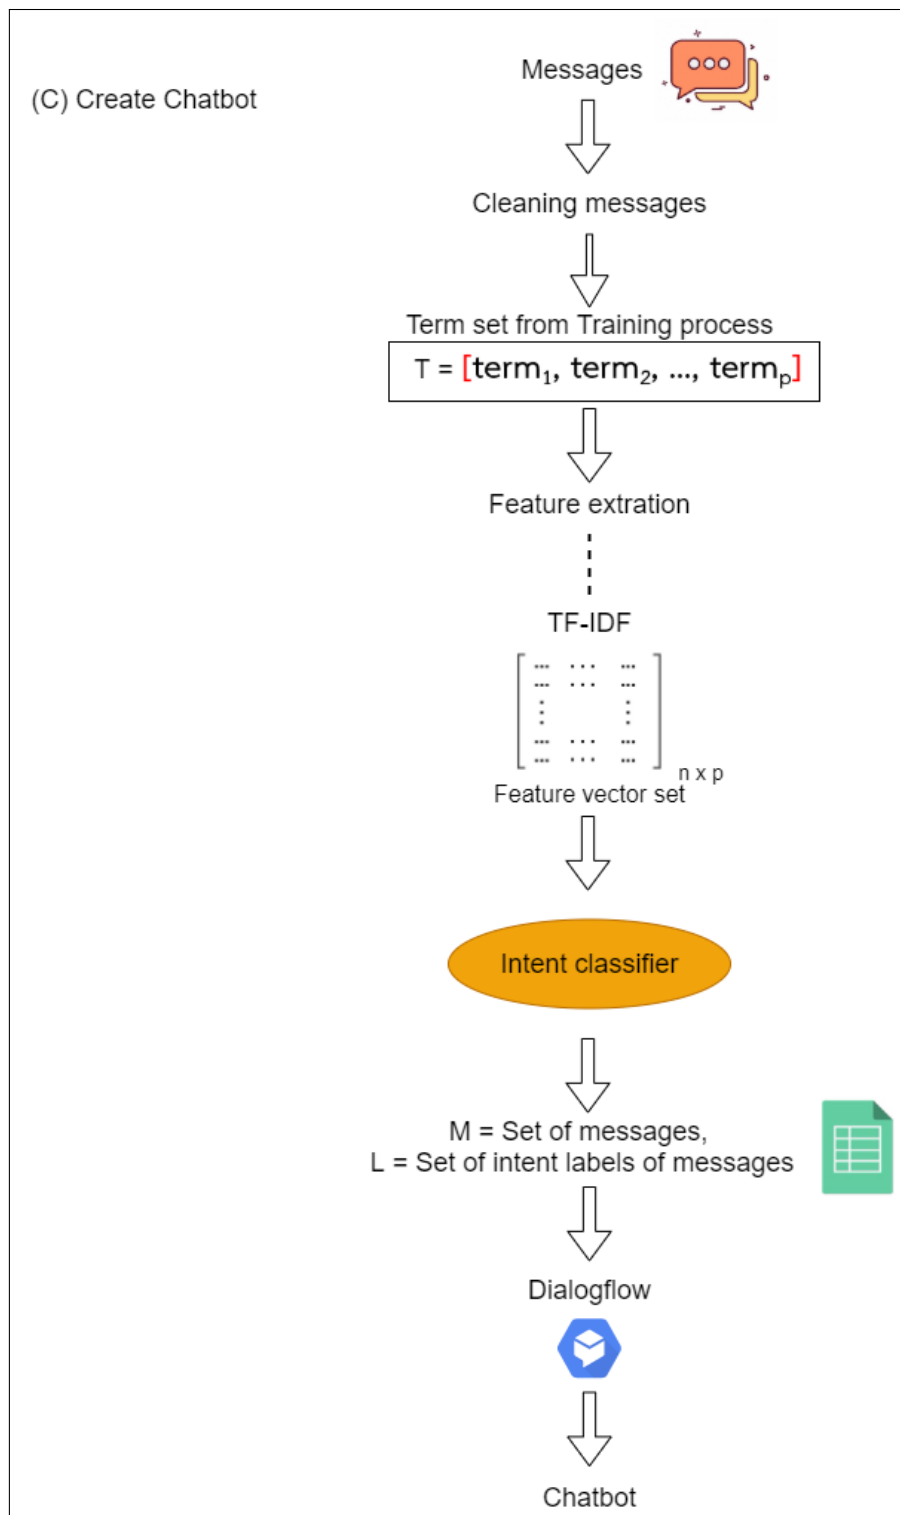 (C) Create Chatbot
Messages
Cleaning messages
Term set from Training process
T = [term₁, term₂, ..., termₚ]
Feature extration
TF-IDF
n x p
Feature vector set
Intent classifier
M = Set of messages,
L = Set of intent labels of messages
Dialogflow
Chatbot